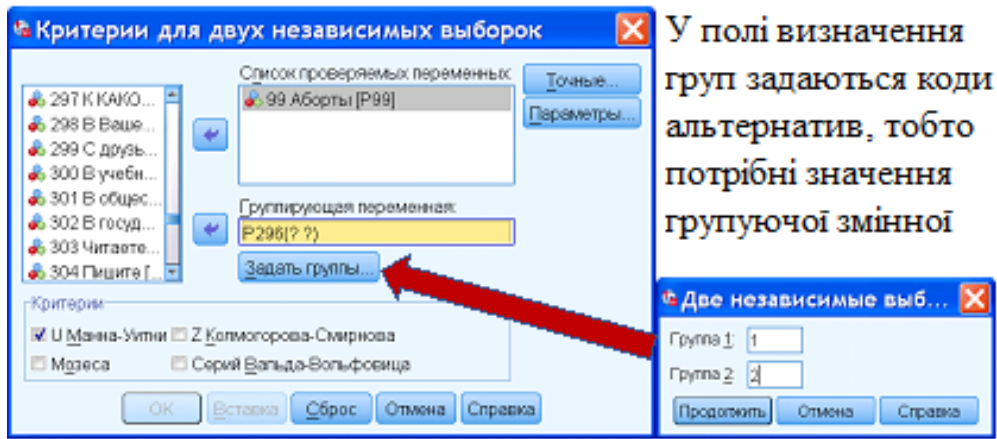 Критерии для двух независимых выборок
Список проверяемых переменных:
99 Аборты [P99]
297 К КАКО...
298 В Ваше...
299 С друзь...
300 В учебн...
301 В общес...
302 В госуд...
303 Читаете...
304 Пишите [...
Точные...
Параметры...
Группирующая переменная:
P296(? ?)
Задать группы...
Критерии
U Манна-Уитни Z Колмогорова-Смирнова
Мозеса Серий Вальда-Вольфовица
ОК Вставка Сброс Отмена Справка
У полі визначення
груп задаються коди
альтернатив, тобто
потрібні значення
групуючої змінної
Две независимые выб...
Группа 1: 1
Группа 2: 2
Продолжить Отмена Справка